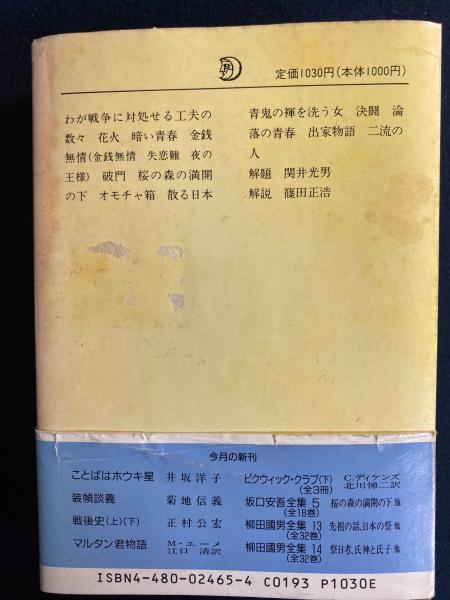 定価1030円(本体1000円)
わが戦争に対処せる工夫の
数々 花火 暗い青春 金銭
無情(金銭無情 失恋難 夜の
王様) 破門 桜の森の満開
の下 オモチャ箱 散る日本
青鬼の褌を洗う女 決闘 淪
落の青春 出家物語 二流の
人
解題 関井光男
解説 篠田正浩
今月の新刊
ことばはホウキ星 井坂洋子
装幀談義 菊地信義
戦後史(上)(下) 正村公宏
マルタン君物語 M・エーメ
江口 清訳
ピクウィック・クラブ(下) C.ディケンズ
(全3冊) 北川悌二訳
坂口安吾全集 5 桜の森の満開の下 他
(全18巻)
柳田國男全集 13 先祖の話、日本の祭 他
(全32巻)
柳田國男全集 14 祭日考、氏神と氏子 他
(全32巻)
ISBN4-480-02465-4 C0193 P1030E